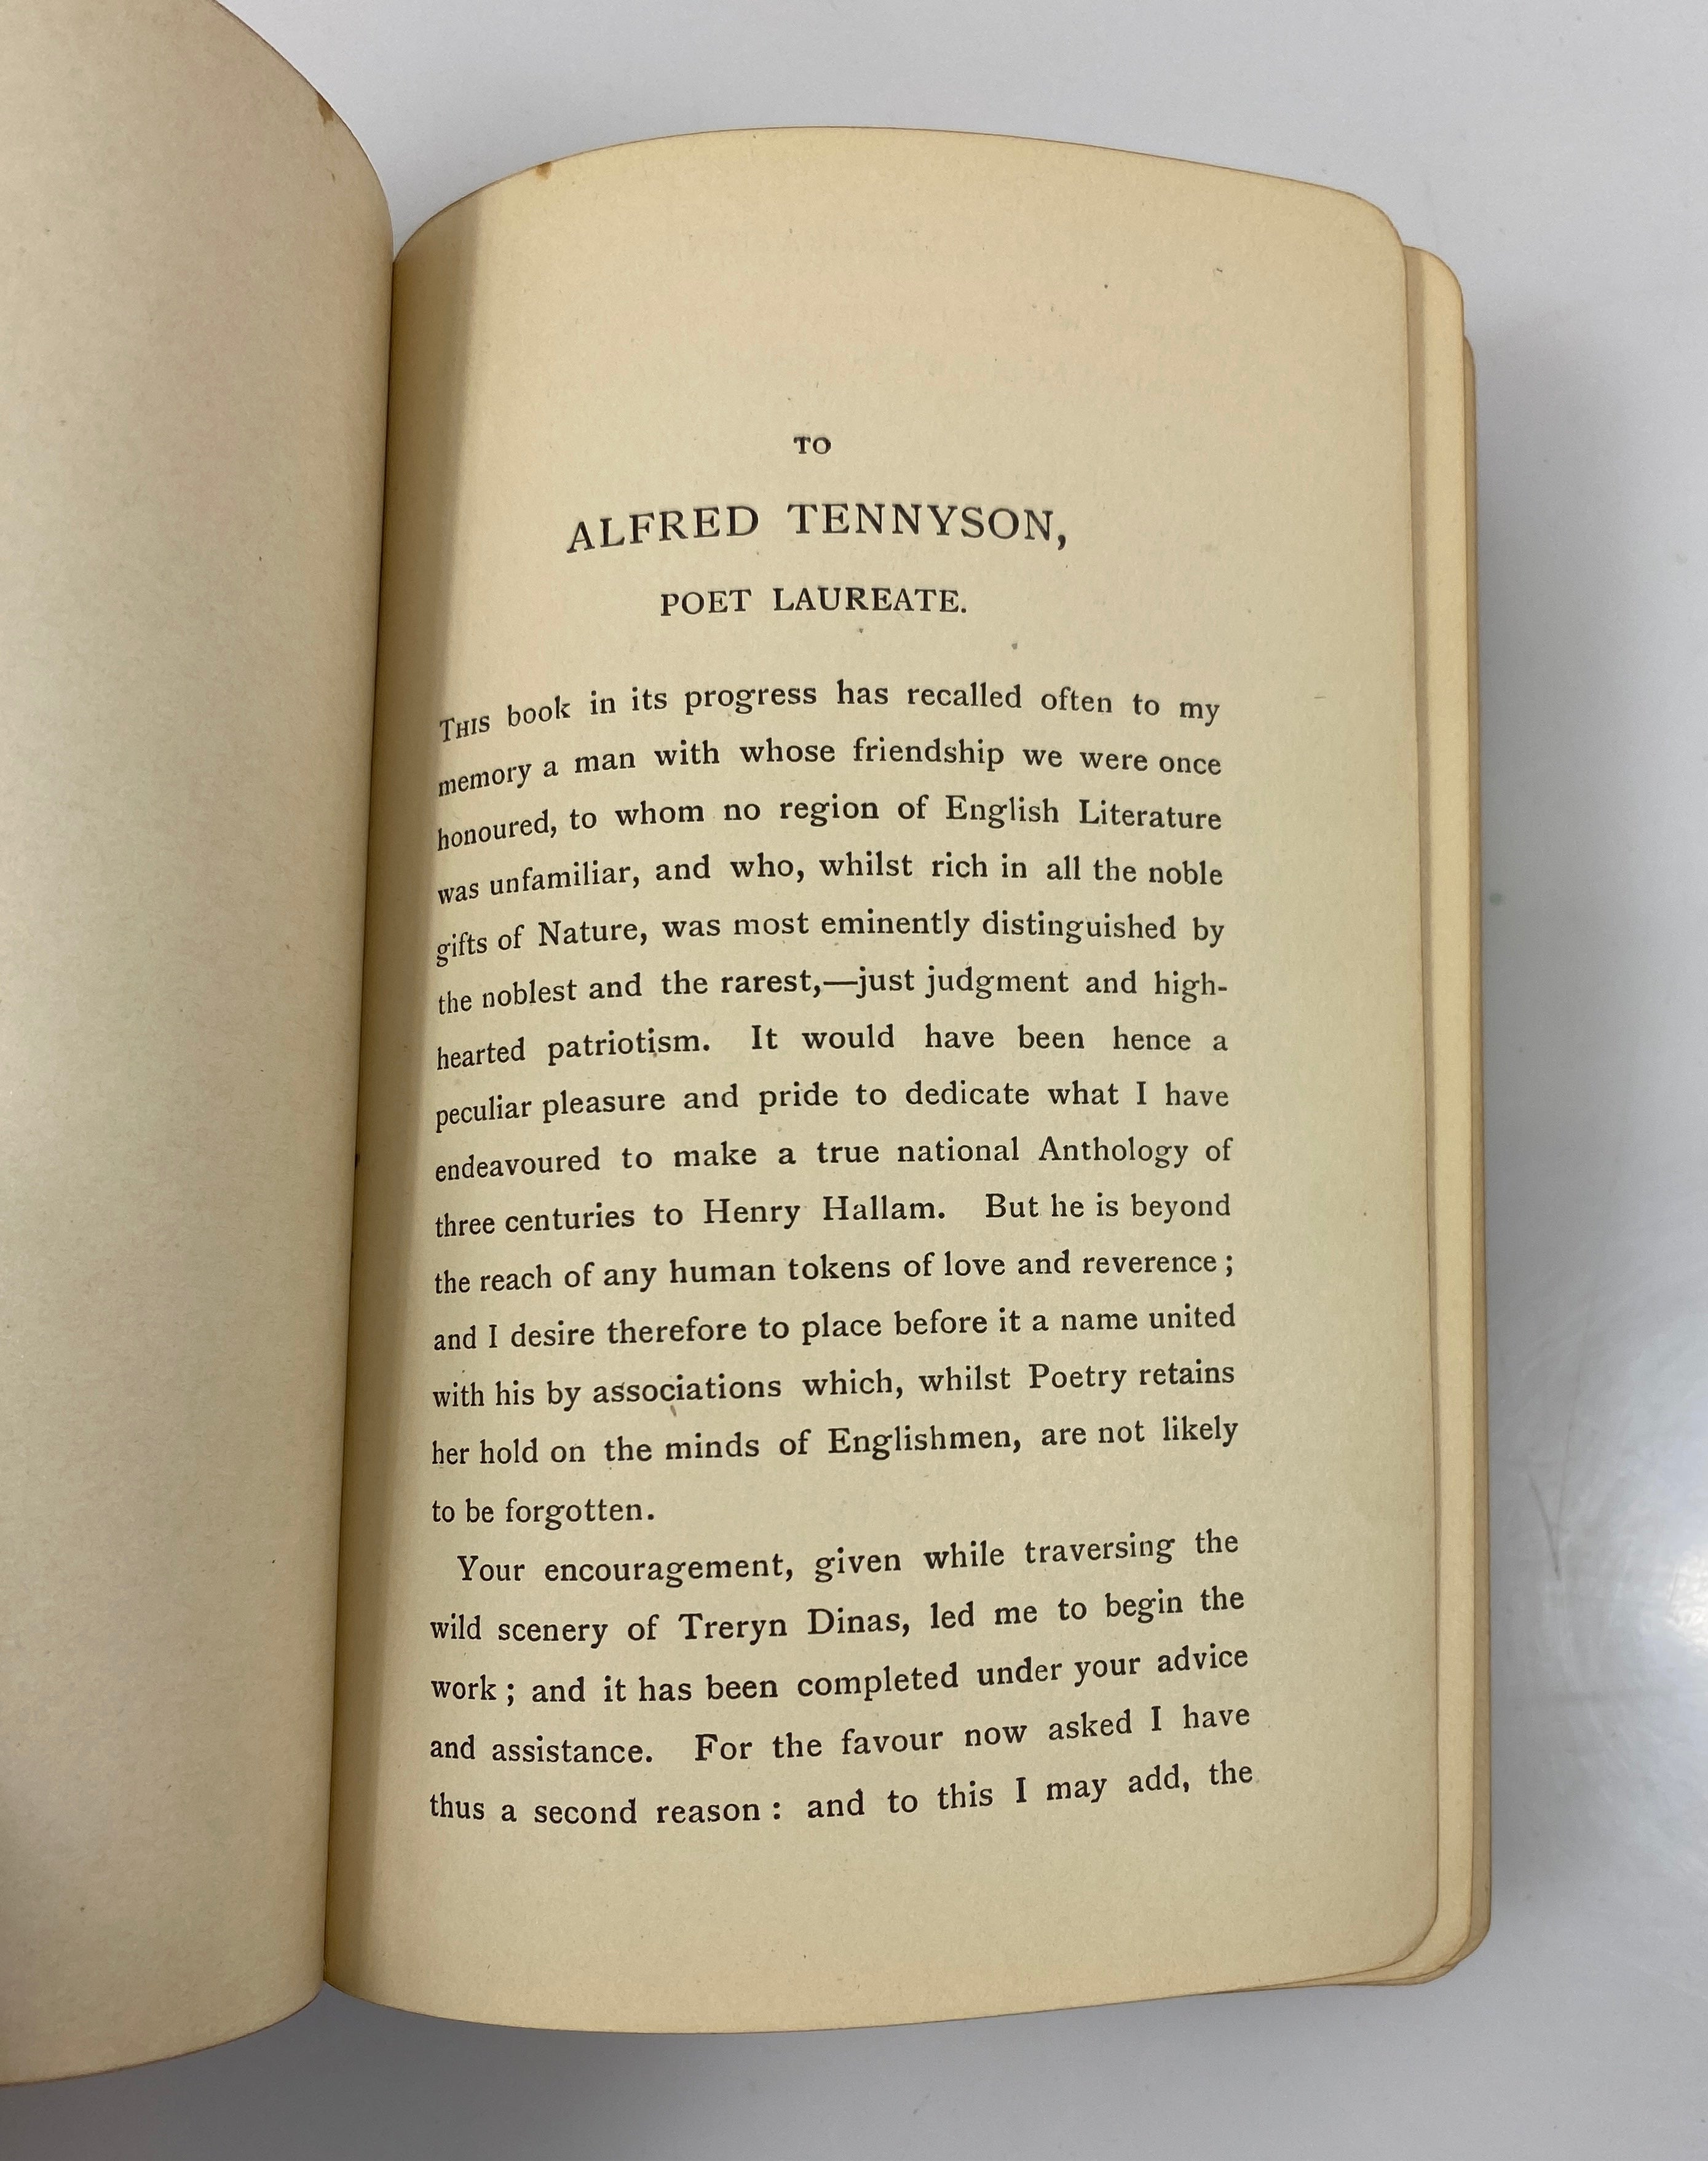 TO
ALFRED TENNYSON,
POET LAUREATE.
THIS book in its progress has recalled often to my
memory a man with whose friendship we were once
honoured, to whom no region of English Literature
was unfamiliar, and who, whilst rich in all the noble
gifts of Nature, was most eminently distinguished by
the noblest and the rarest,—just judgment and high-
hearted patriotism. It would have been hence a
peculiar pleasure and pride to dedicate what I have
endeavoured to make a true national Anthology of
three centuries to Henry Hallam. But he is beyond
the reach of any human tokens of love and reverence ;
and I desire therefore to place before it a name united
with his by associations which, whilst Poetry retains
her hold on the minds of Englishmen, are not likely
to be forgotten.
Your encouragement, given while traversing the
wild scenery of Treryn Dinas, led me to begin the
work ; and it has been completed under your advice
and assistance. For the favour now asked I have
thus a second reason : and to this I may add, the